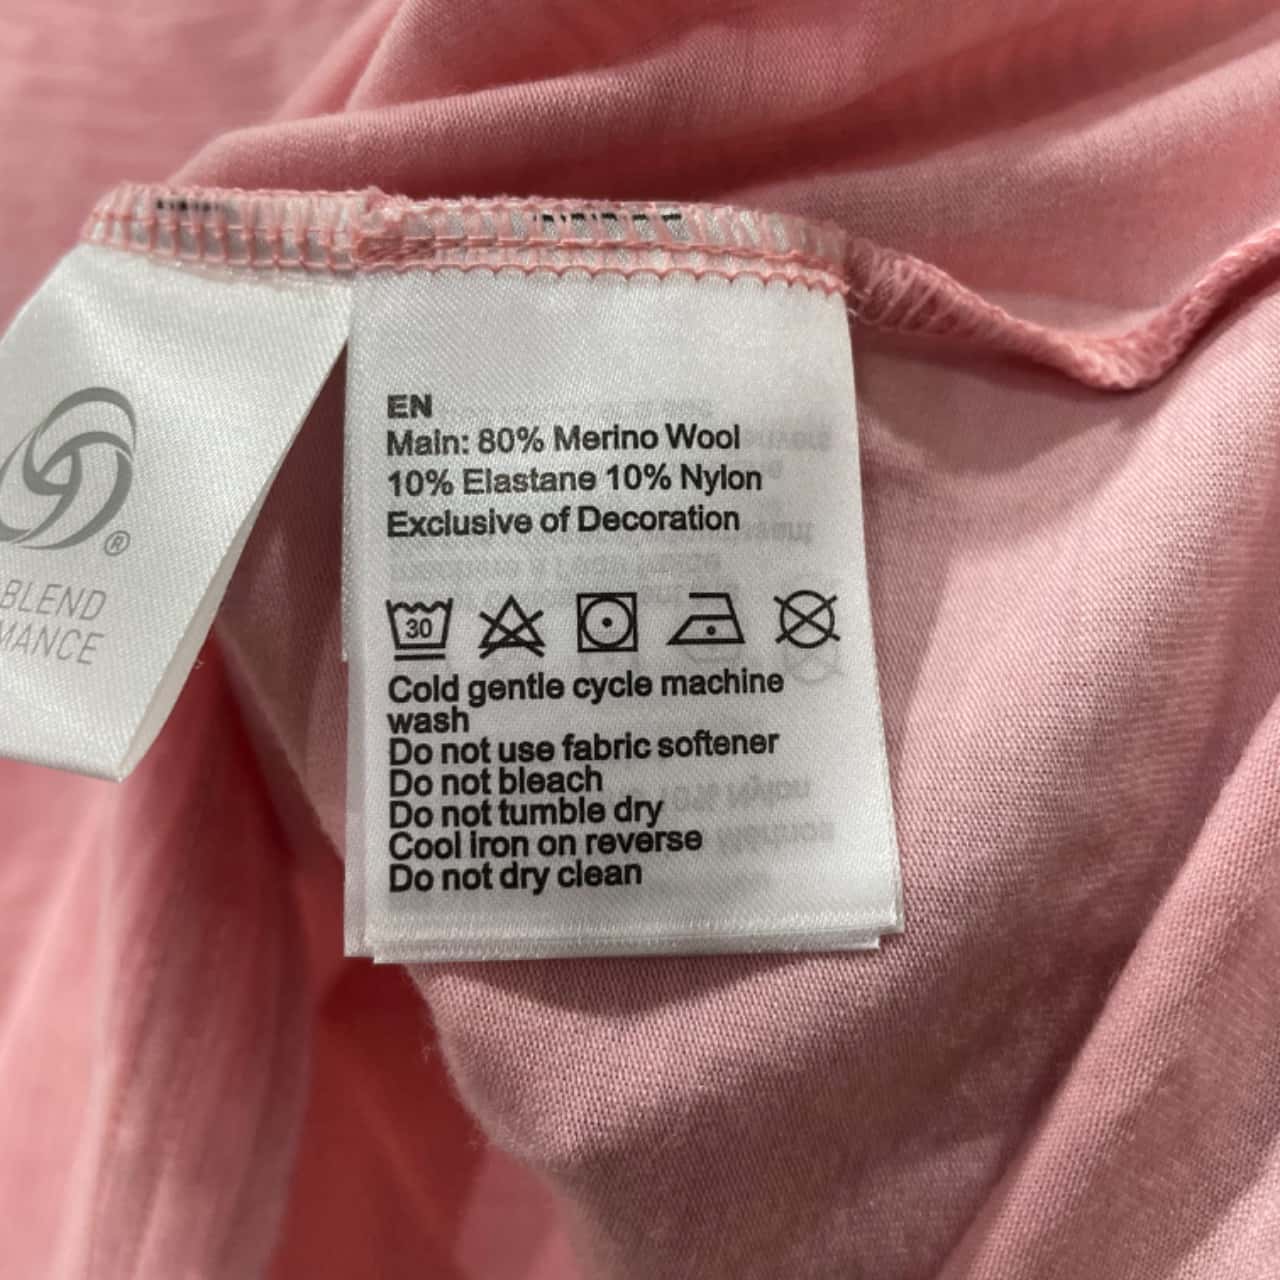 EN
Main: 80% Merino Wool
10% Elastane 10% Nylon
Exclusive of Decoration
30
Cold gentle cycle machine
wash
Do not use fabric softener
Do not bleach
Do not tumble dry
Cool iron on reverse
Do not dry clean
®
BLEND
MANCE